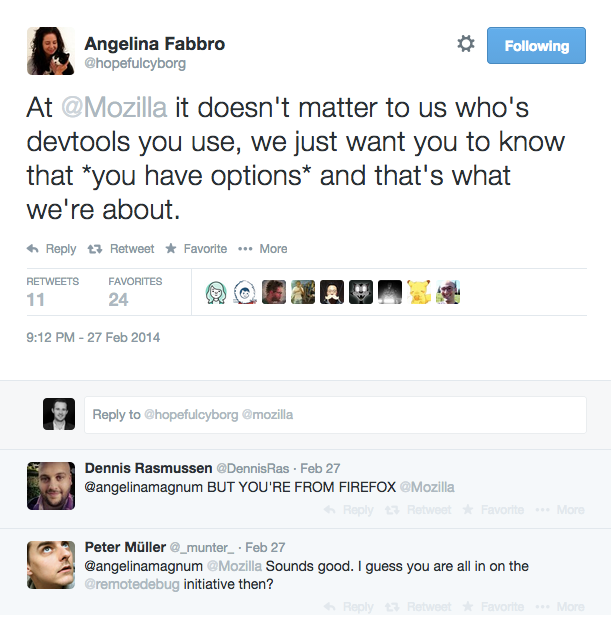 Angelina Fabbro
@hopefulcyborg
Following
At @Mozilla it doesn't matter to us who's
devtools you use, we just want you to know
that *you have options* and that's what
we're about.
Reply Retweet Favorite More
RETWEETS FAVORITES
11 24
9:12 PM - 27 Feb 2014
Reply to @hopefulcyborg @mozilla
Dennis Rasmussen @DennisRas · Feb 27
@angelinamagnum BUT YOU'RE FROM FIREFOX @Mozilla
Reply Retweet Favorite More
Peter Müller @_munter_ · Feb 27
@angelinamagnum @Mozilla Sounds good. I guess you are all in on the
@remotedebug initiative then?
Reply Retweet Favorite More